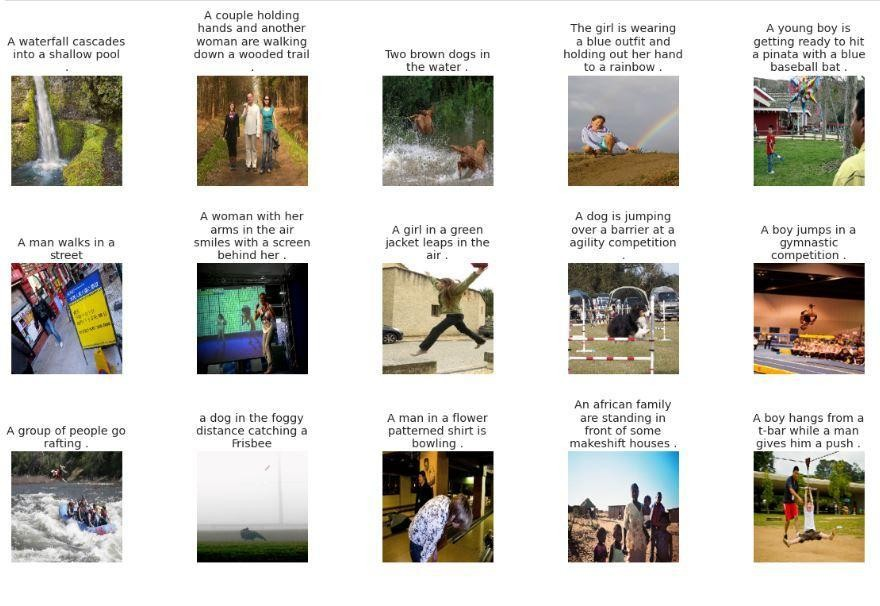 A waterfall cascades
into a shallow pool
.
A couple holding
hands and another
woman are walking
down a wooded trail
.
Two brown dogs in
the water .
The girl is wearing
a blue outfit and
holding out her hand
to a rainbow .
A young boy is
getting ready to hit
a pinata with a blue
baseball bat .
A man walks in a
street
A woman with her
arms in the air
smiles with a screen
behind her .
A girl in a green
jacket leaps in the
air .
A dog is jumping
over a barrier at a
agility competition
.
A boy jumps in a
gymnastic
competition .
A group of people go
rafting .
a dog in the foggy
distance catching a
Frisbee
A man in a flower
patterned shirt is
bowling .
An african family
are standing in
front of some
makeshift houses .
A boy hangs from a
t-bar while a man
gives him a push .